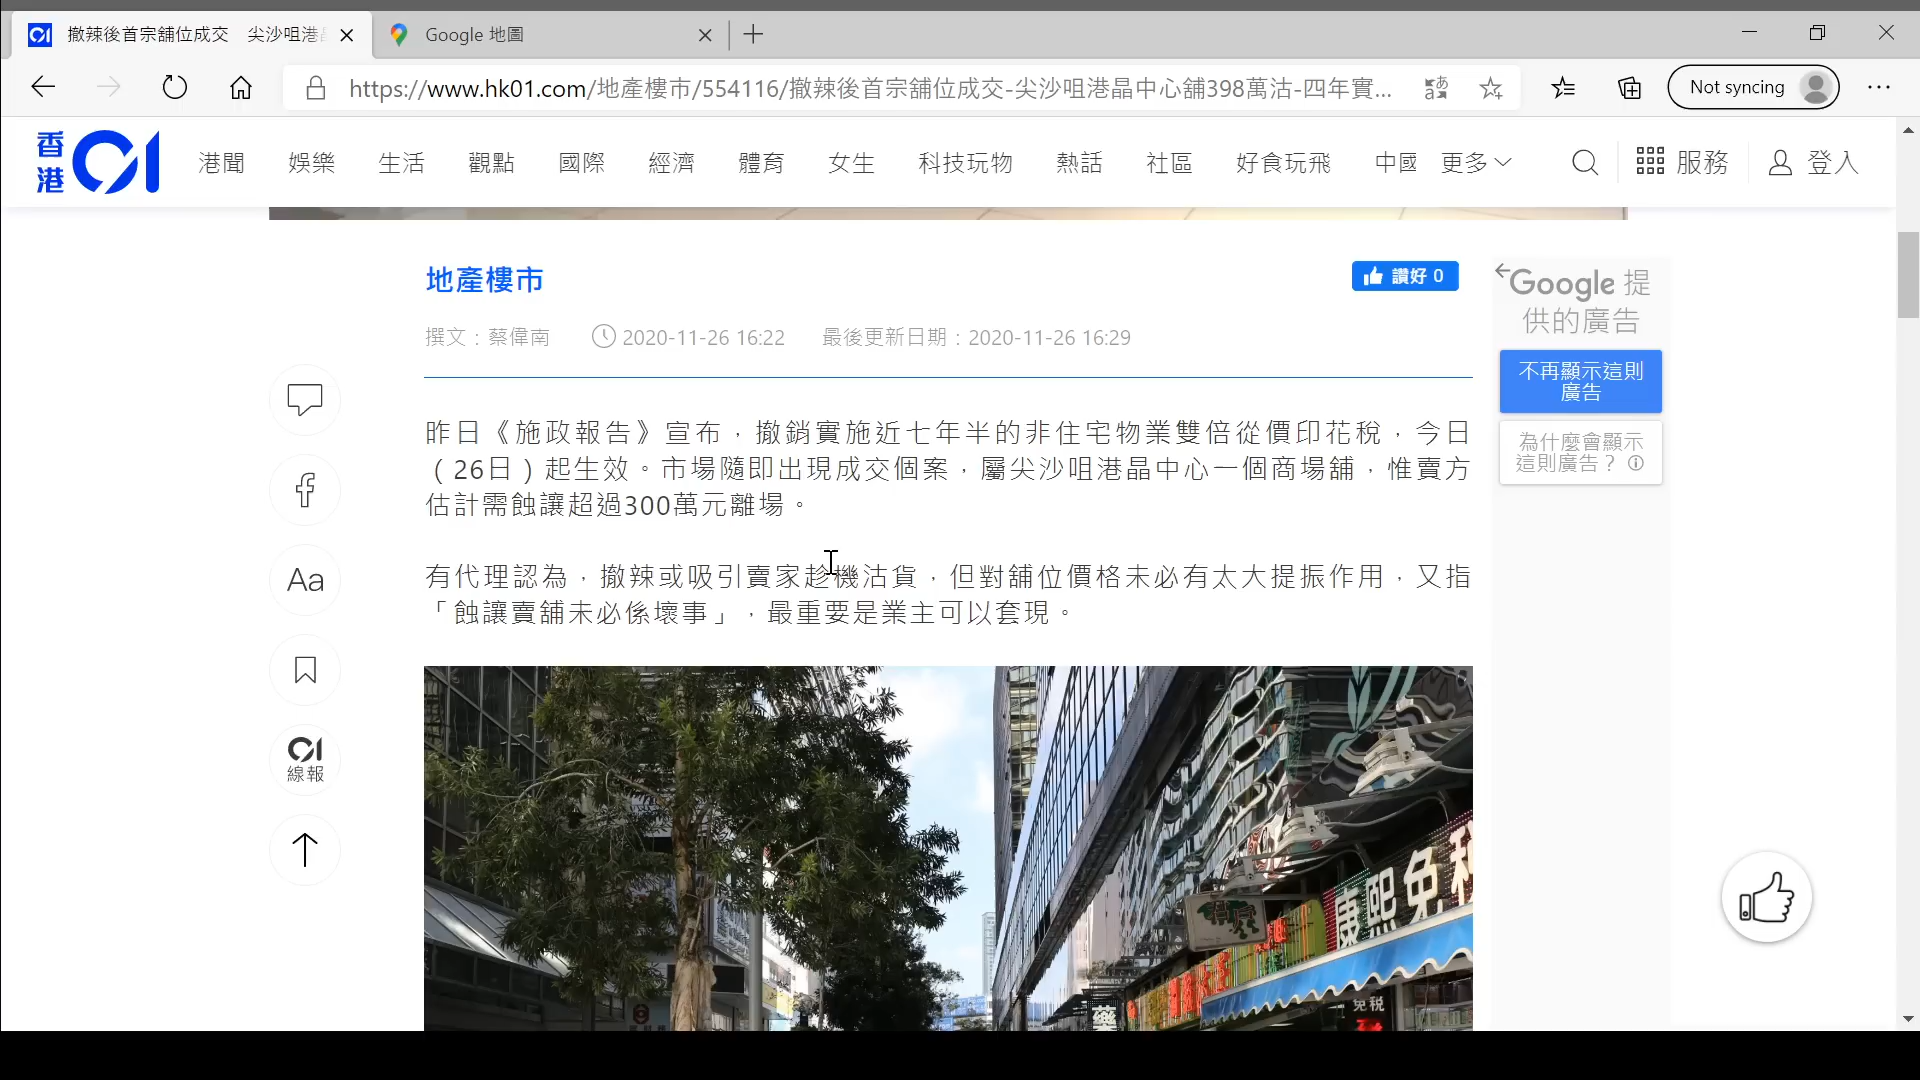 撤辣後首宗舖位成交 尖沙咀港
Google 地圖
https://www.hk01.com/地產樓市/554116/撤辣後首宗舖位成交-尖沙咀港晶中心舖398萬沽-四年實...
Not syncing
香港01
港聞 娛樂 生活 觀點 國際 經濟 體育 女生 科技玩物 熱話 社區 好食玩飛 中國 更多
服務
登入
地產樓市
讚好 0
撰文：蔡偉南 2020-11-26 16:22 最後更新日期：2020-11-26 16:29
昨日《施政報告》宣布，撤銷實施近七年半的非住宅物業雙倍從價印花稅，今日
（26日）起生效。市場隨即出現成交個案，屬尖沙咀港晶中心一個商場舖，惟賣方
估計需蝕讓超過300萬元離場。
有代理認為，撤辣或吸引賣家趁機沽貨，但對舖位價格未必有太大提振作用，又指
「蝕讓賣舖未必係壞事」，最重要是業主可以套現。
Google 提
供的廣告
不再顯示這則
廣告
為什麼會顯示
這則廣告？
Aa
01
線報
康熙免稅
免税
藥